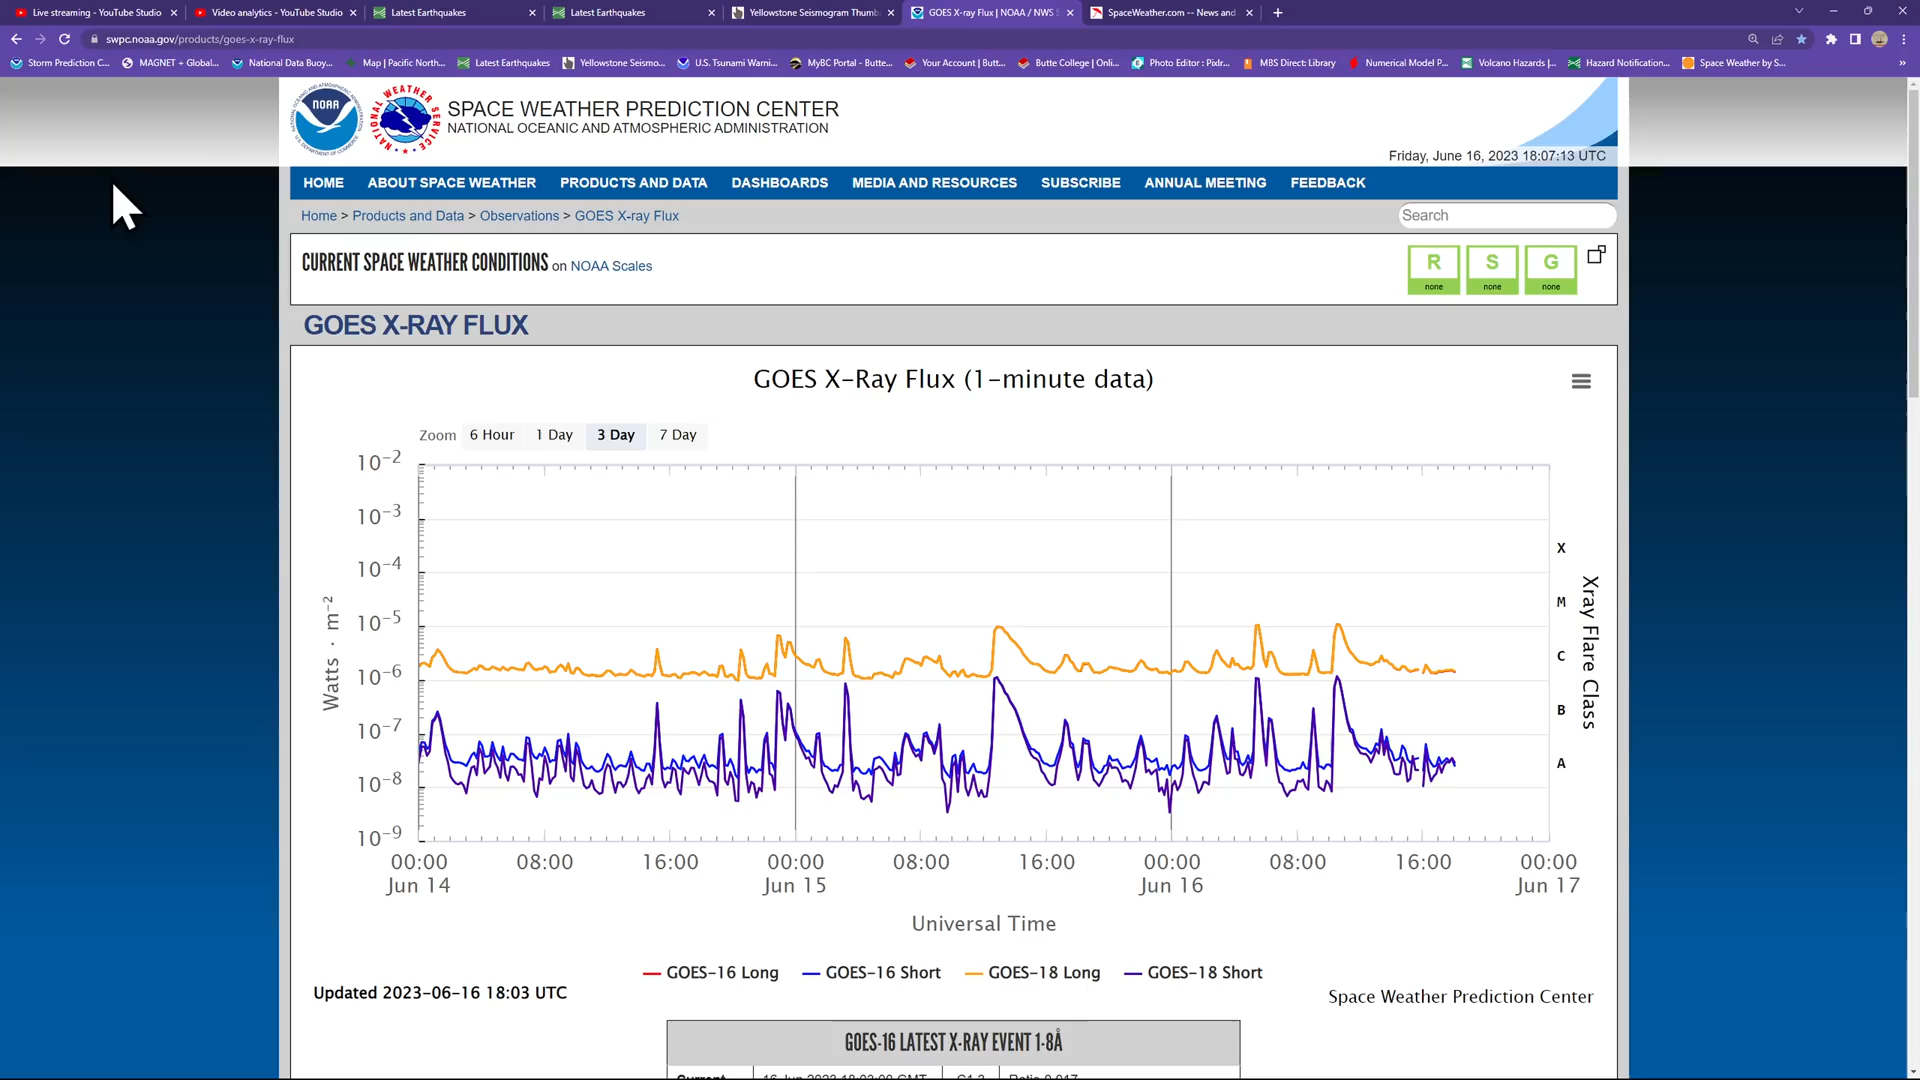 Live streaming - YouTube Studio
Video analytics - YouTube Studio
Latest Earthquakes
Latest Earthquakes
Yellowstone Seismogram Thumb
GOES X-ray Flux | NOAA / NWS S
SpaceWeather.com -- News and
swpc.noaa.gov/products/goes-x-ray-flux
Storm Prediction C...
MAGNET + Global...
National Data Buoy...
Map | Pacific North...
Latest Earthquakes
Yellowstone Seismo...
U.S. Tsunami Warni...
MyBC Portal - Butte...
Your Account | Butt...
Butte College | Onli...
Photo Editor : Pixlr...
MBS Direct: Library
Numerical Model P...
Volcano Hazards |...
Hazard Notification...
Space Weather by S...
NOAA
NATIONAL WEATHER SERVICE
SPACE WEATHER PREDICTION CENTER
NATIONAL OCEANIC AND ATMOSPHERIC ADMINISTRATION
Friday, June 16, 2023 18:07:13 UTC
HOME ABOUT SPACE WEATHER PRODUCTS AND DATA DASHBOARDS MEDIA AND RESOURCES SUBSCRIBE ANNUAL MEETING FEEDBACK
Home > Products and Data > Observations > GOES X-ray Flux
Search
CURRENT SPACE WEATHER CONDITIONS on NOAA Scales
R S G
none none none
GOES X-RAY FLUX
GOES X-Ray Flux (1-minute data)
Zoom 6 Hour 1 Day 3 Day 7 Day
10⁻²
10⁻³
10⁻⁴
10⁻⁵
10⁻⁶
10⁻⁷
10⁻⁸
10⁻⁹
Watts · m⁻²
X
M
C
B
A
Xray Flare Class
00:00 08:00 16:00 00:00 08:00 16:00 00:00 08:00 16:00 00:00
Jun 14 Jun 15 Jun 16 Jun 17
Universal Time
GOES-16 Long GOES-16 Short GOES-18 Long GOES-18 Short
Updated 2023-06-16 18:03 UTC
Space Weather Prediction Center
GOES-16 LATEST X-RAY EVENT 1-8Å